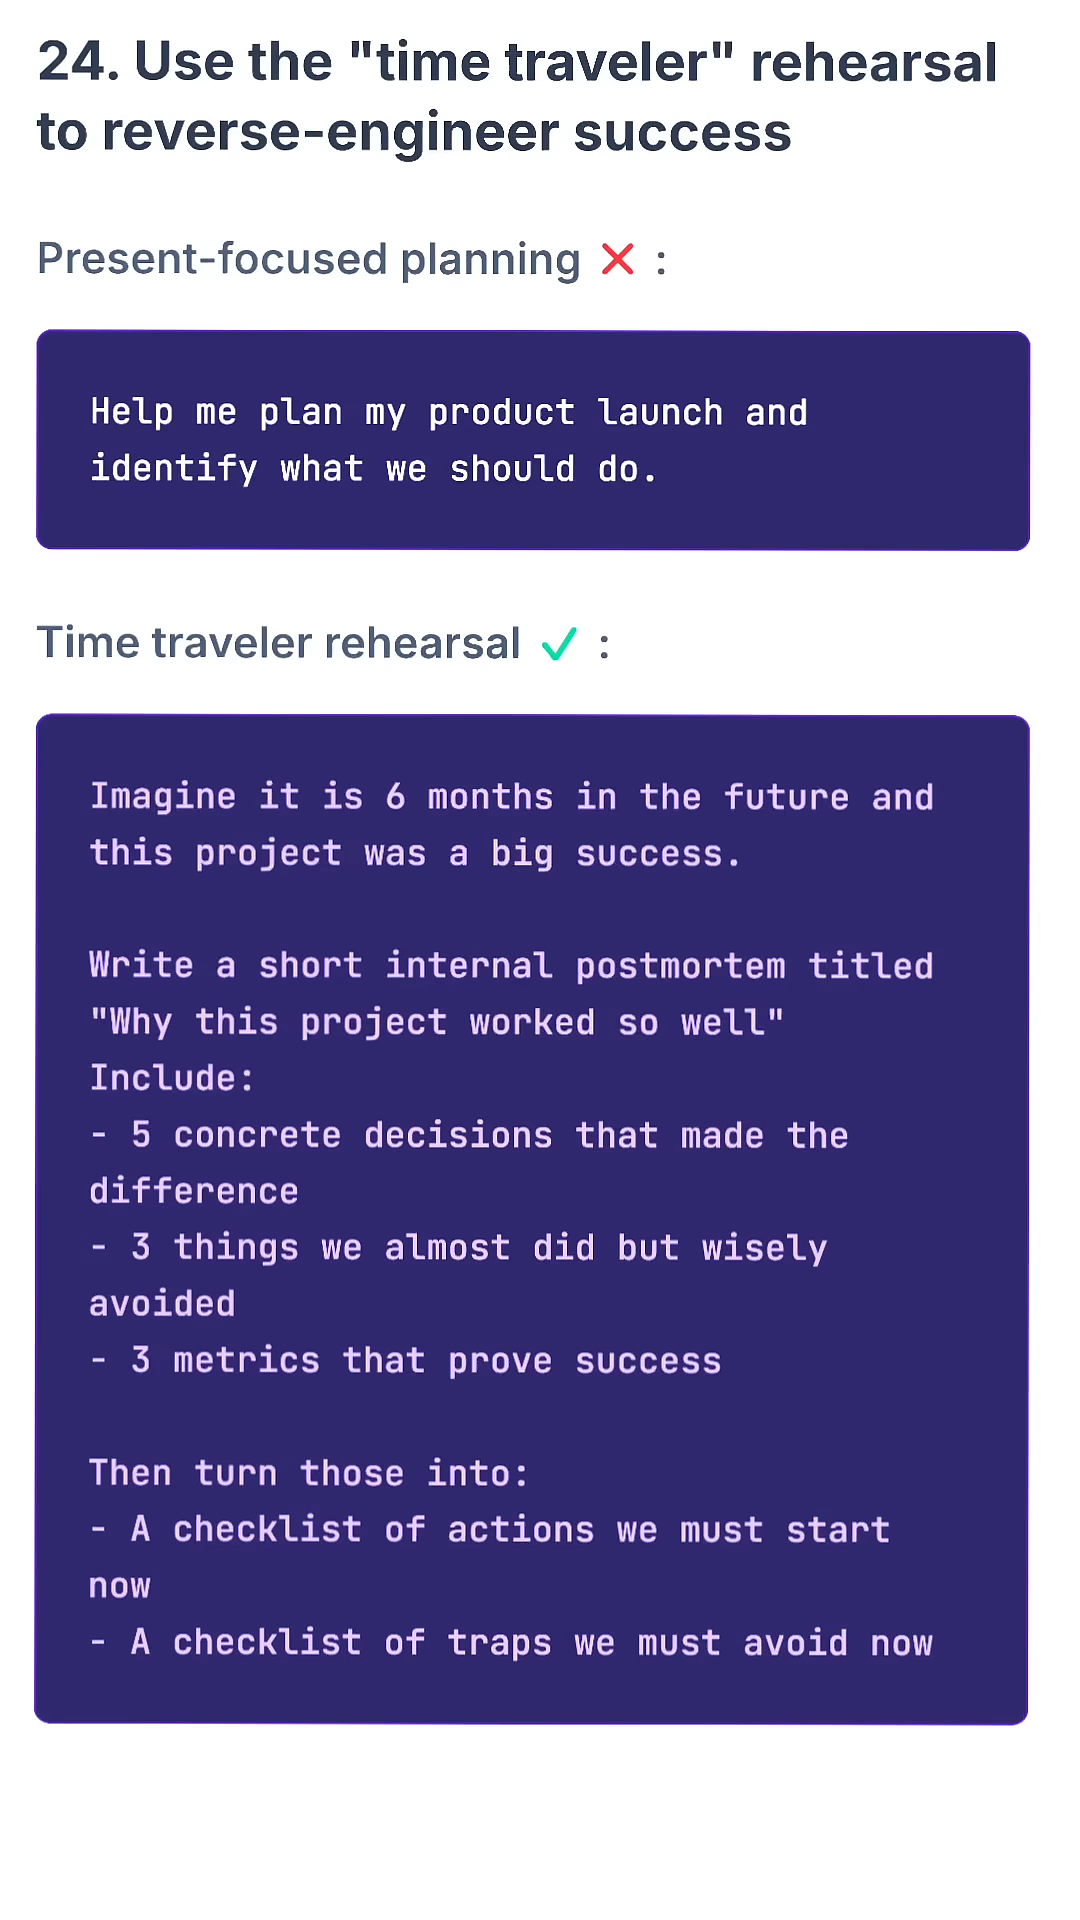 24. Use the "time traveler" rehearsal
to reverse-engineer success
Present-focused planning ❌ :
Help me plan my product launch and
identify what we should do.
Time traveler rehearsal ✓ :
Imagine it is 6 months in the future and
this project was a big success.
Write a short internal postmortem titled
"Why this project worked so well"
Include:
- 5 concrete decisions that made the
difference
- 3 things we almost did but wisely
avoided
- 3 metrics that prove success
Then turn those into:
- A checklist of actions we must start
now
- A checklist of traps we must avoid now